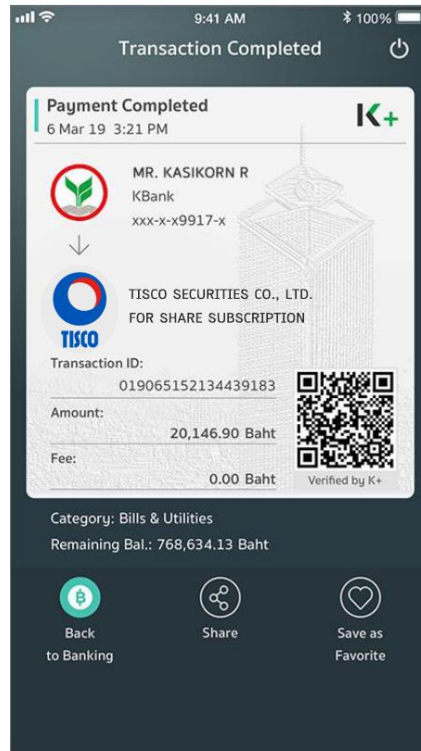 9:41 AM
100%
Transaction Completed
Payment Completed
6 Mar 19 3:21 PM
K+
MR. KASIKORN R
KBank
xxx-x-x9917-x
TISCO
TISCO SECURITIES CO., LTD.
FOR SHARE SUBSCRIPTION
Transaction ID:
019065152134439183
Amount:
20,146.90 Baht
Fee:
0.00 Baht
Verified by K+
Category: Bills & Utilities
Remaining Bal.: 768,634.13 Baht
Back
to Banking
Share
Save as
Favorite